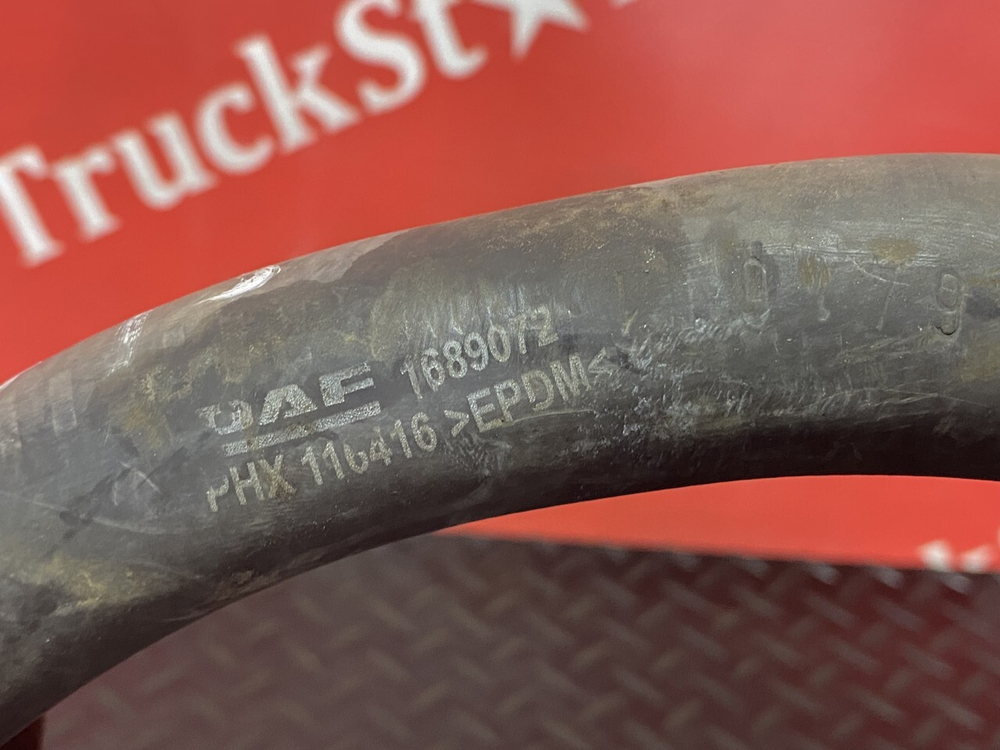 TruckSt★
DAF 1689072
PHX 116416 >EPDM<